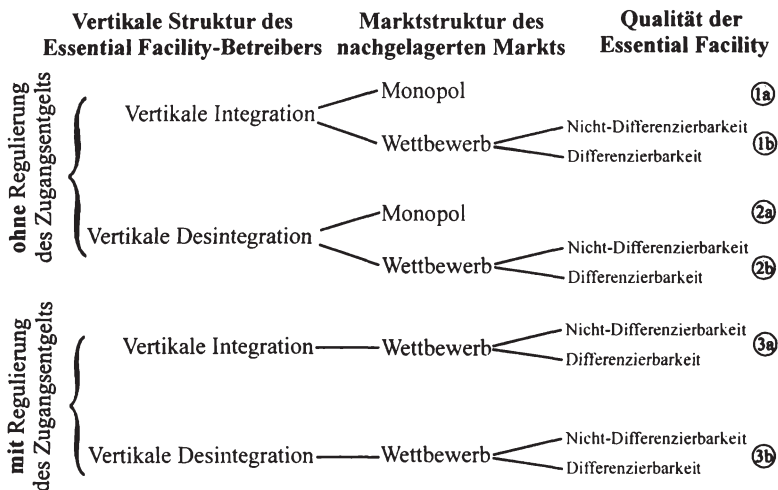 Vertikale Struktur des
Essential Facility-Betreibers
Marktstruktur des
nachgelagerten Markts
Qualität der
Essential Facility
ohne Regulierung
des Zugangsentgelts
Vertikale Integration
Monopol
1a
Wettbewerb
Nicht-Differenzierbarkeit
Differenzierbarkeit
1b
Vertikale Desintegration
Monopol
2a
Wettbewerb
Nicht-Differenzierbarkeit
Differenzierbarkeit
2b
mit Regulierung
des Zugangsentgelts
Vertikale Integration
Wettbewerb
Nicht-Differenzierbarkeit
Differenzierbarkeit
3a
Vertikale Desintegration
Wettbewerb
Nicht-Differenzierbarkeit
Differenzierbarkeit
3b